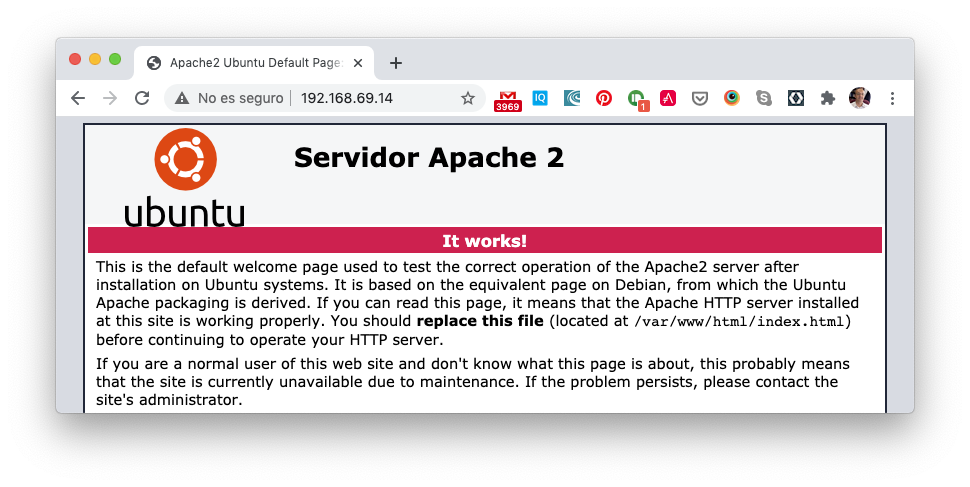 Apache2 Ubuntu Default Page:
No es seguro | 192.168.69.14
3969
IQ
1
ubuntu
Servidor Apache 2
It works!
This is the default welcome page used to test the correct operation of the Apache2 server after
installation on Ubuntu systems. It is based on the equivalent page on Debian, from which the Ubuntu
Apache packaging is derived. If you can read this page, it means that the Apache HTTP server installed
at this site is working properly. You should replace this file (located at /var/www/html/index.html)
before continuing to operate your HTTP server.
If you are a normal user of this web site and don't know what this page is about, this probably means
that the site is currently unavailable due to maintenance. If the problem persists, please contact the
site's administrator.